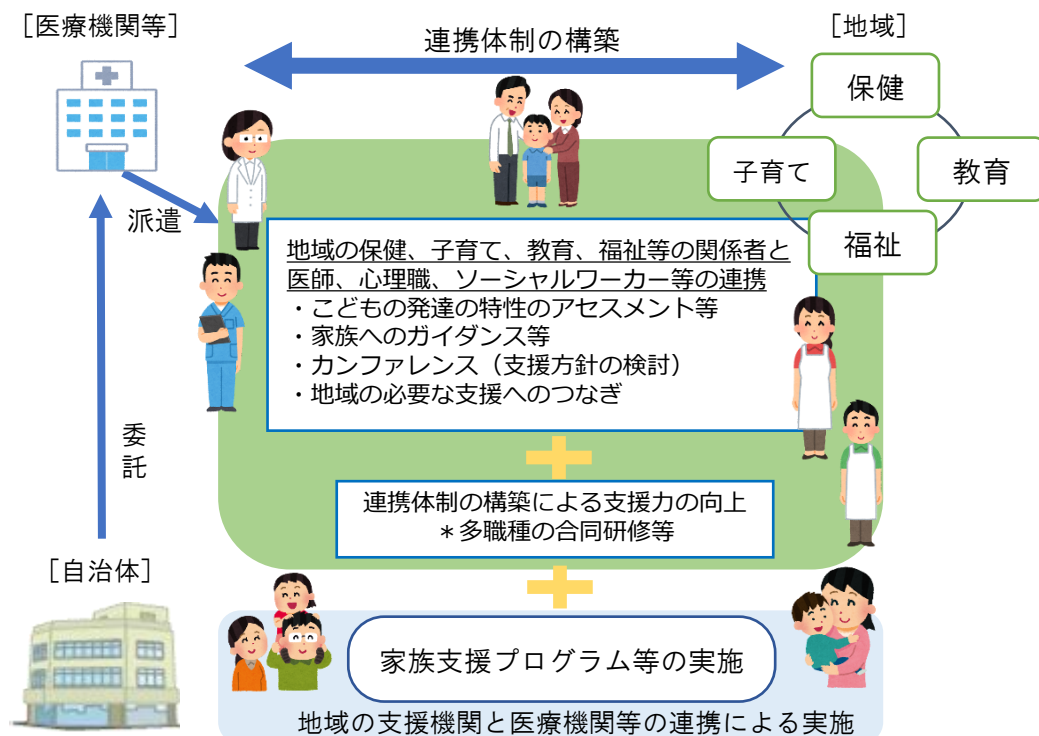 [医療機関等]
連携体制の構築
[地域]
保健
子育て
教育
福祉
派遣
地域の保健、子育て、教育、福祉等の関係者と
医師、心理職、ソーシャルワーカー等の連携
・こどもの発達の特性のアセスメント等
・家族へのガイダンス等
・カンファレンス（支援方針の検討）
・地域の必要な支援へのつなぎ
委託
連携体制の構築による支援力の向上
＊多職種の合同研修等
[自治体]
家族支援プログラム等の実施
地域の支援機関と医療機関等の連携による実施